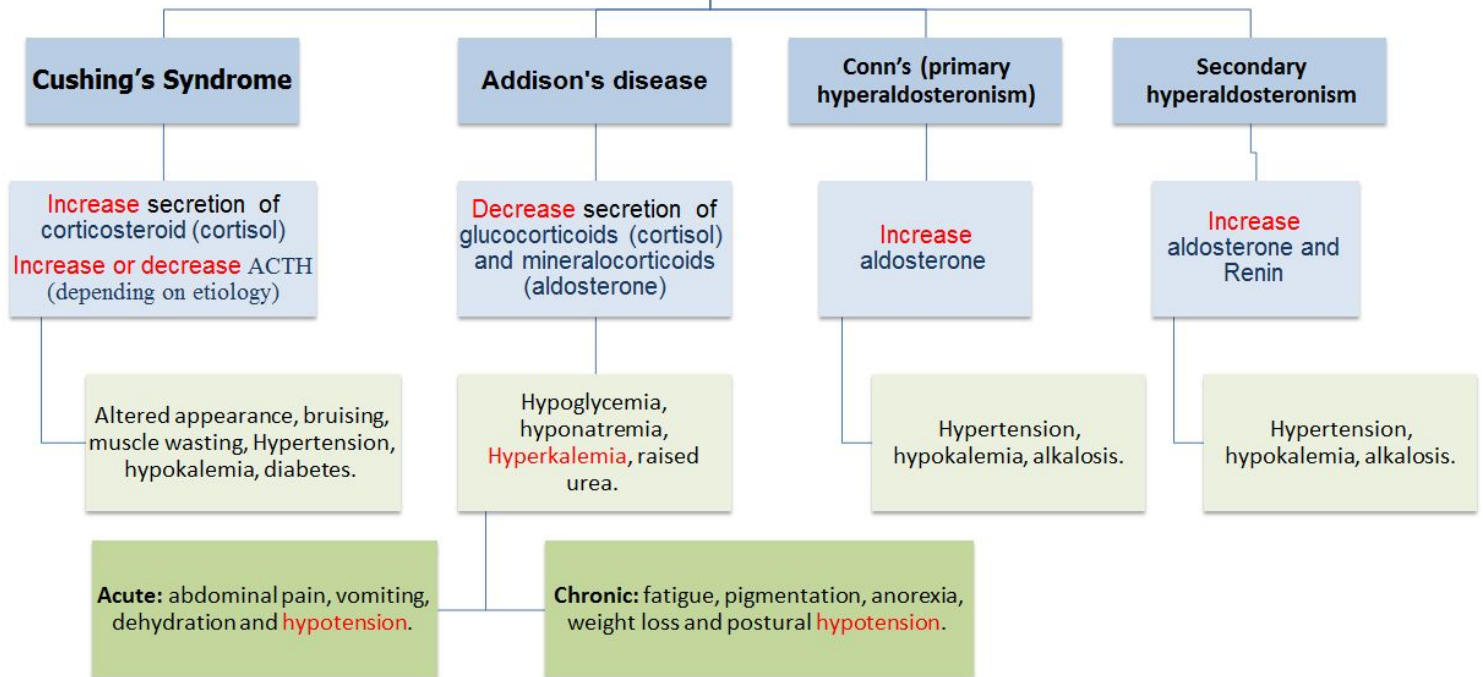 Cushing's Syndrome
Addison's disease
Conn's (primary
hyperaldosteronism)
Secondary
hyperaldosteronism
Increase secretion of
corticosteroid (cortisol)
Increase or decrease ACTH
(depending on etiology)
Decrease secretion of
glucocorticoids (cortisol)
and mineralocorticoids
(aldosterone)
Increase
aldosterone
Increase
aldosterone and
Renin
Altered appearance, bruising,
muscle wasting, Hypertension,
hypokalemia, diabetes.
Hypoglycemia,
hyponatremia,
Hyperkalemia, raised
urea.
Hypertension,
hypokalemia, alkalosis.
Hypertension,
hypokalemia, alkalosis.
Acute: abdominal pain, vomiting,
dehydration and hypotension.
Chronic: fatigue, pigmentation, anorexia,
weight loss and postural hypotension.